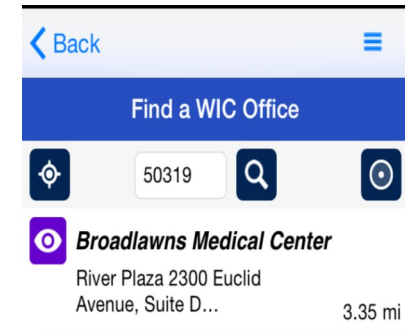 Back
Find a WIC Office
50319
Broadlawns Medical Center
River Plaza 2300 Euclid
Avenue, Suite D...
3.35 mi